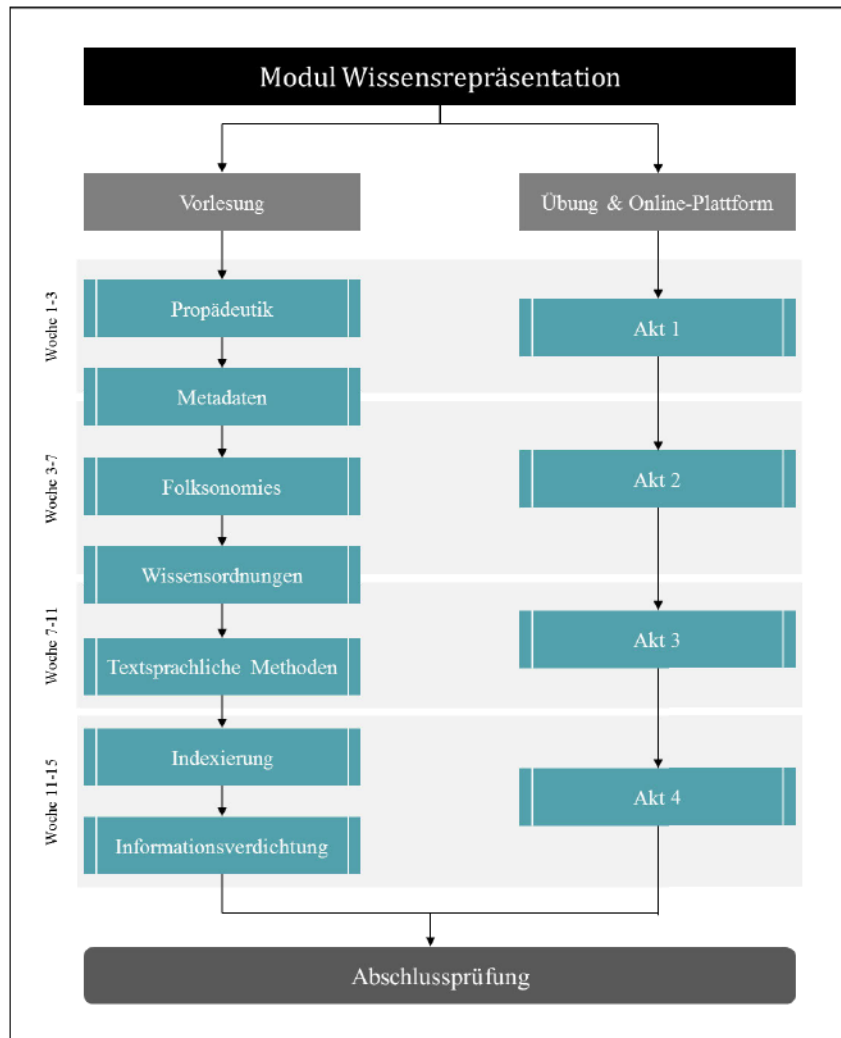 Modul Wissensrepräsentation
Vorlesung
Übung & Online-Plattform
Woche 1-3
Propädeutik
Akt 1
Metadaten
Woche 3-7
Folksonomies
Akt 2
Wissensordnungen
Woche 7-11
Textsprachliche Methoden
Akt 3
Woche 11-15
Indexierung
Akt 4
Informationsverdichtung
Abschlussprüfung